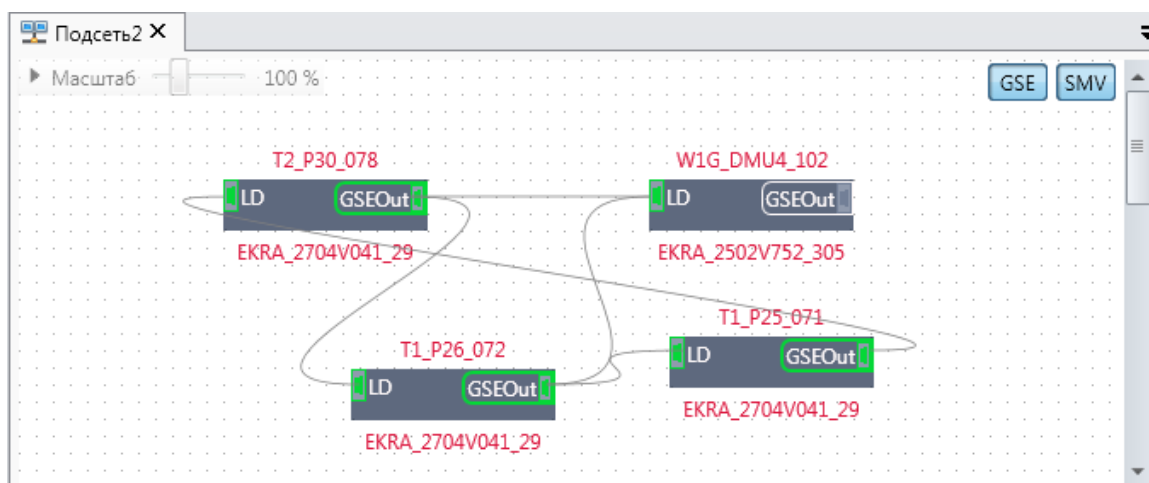 Подсеть2
Масштаб 100 %
GSE SMV
T2_P30_078
LD GSEOut
EKRA_2704V041_29
W1G_DMU4_102
LD GSEOut
EKRA_2502V752_305
T1_P26_072
LD GSEOut
EKRA_2704V041_29
T1_P25_071
LD GSEOut
EKRA_2704V041_29